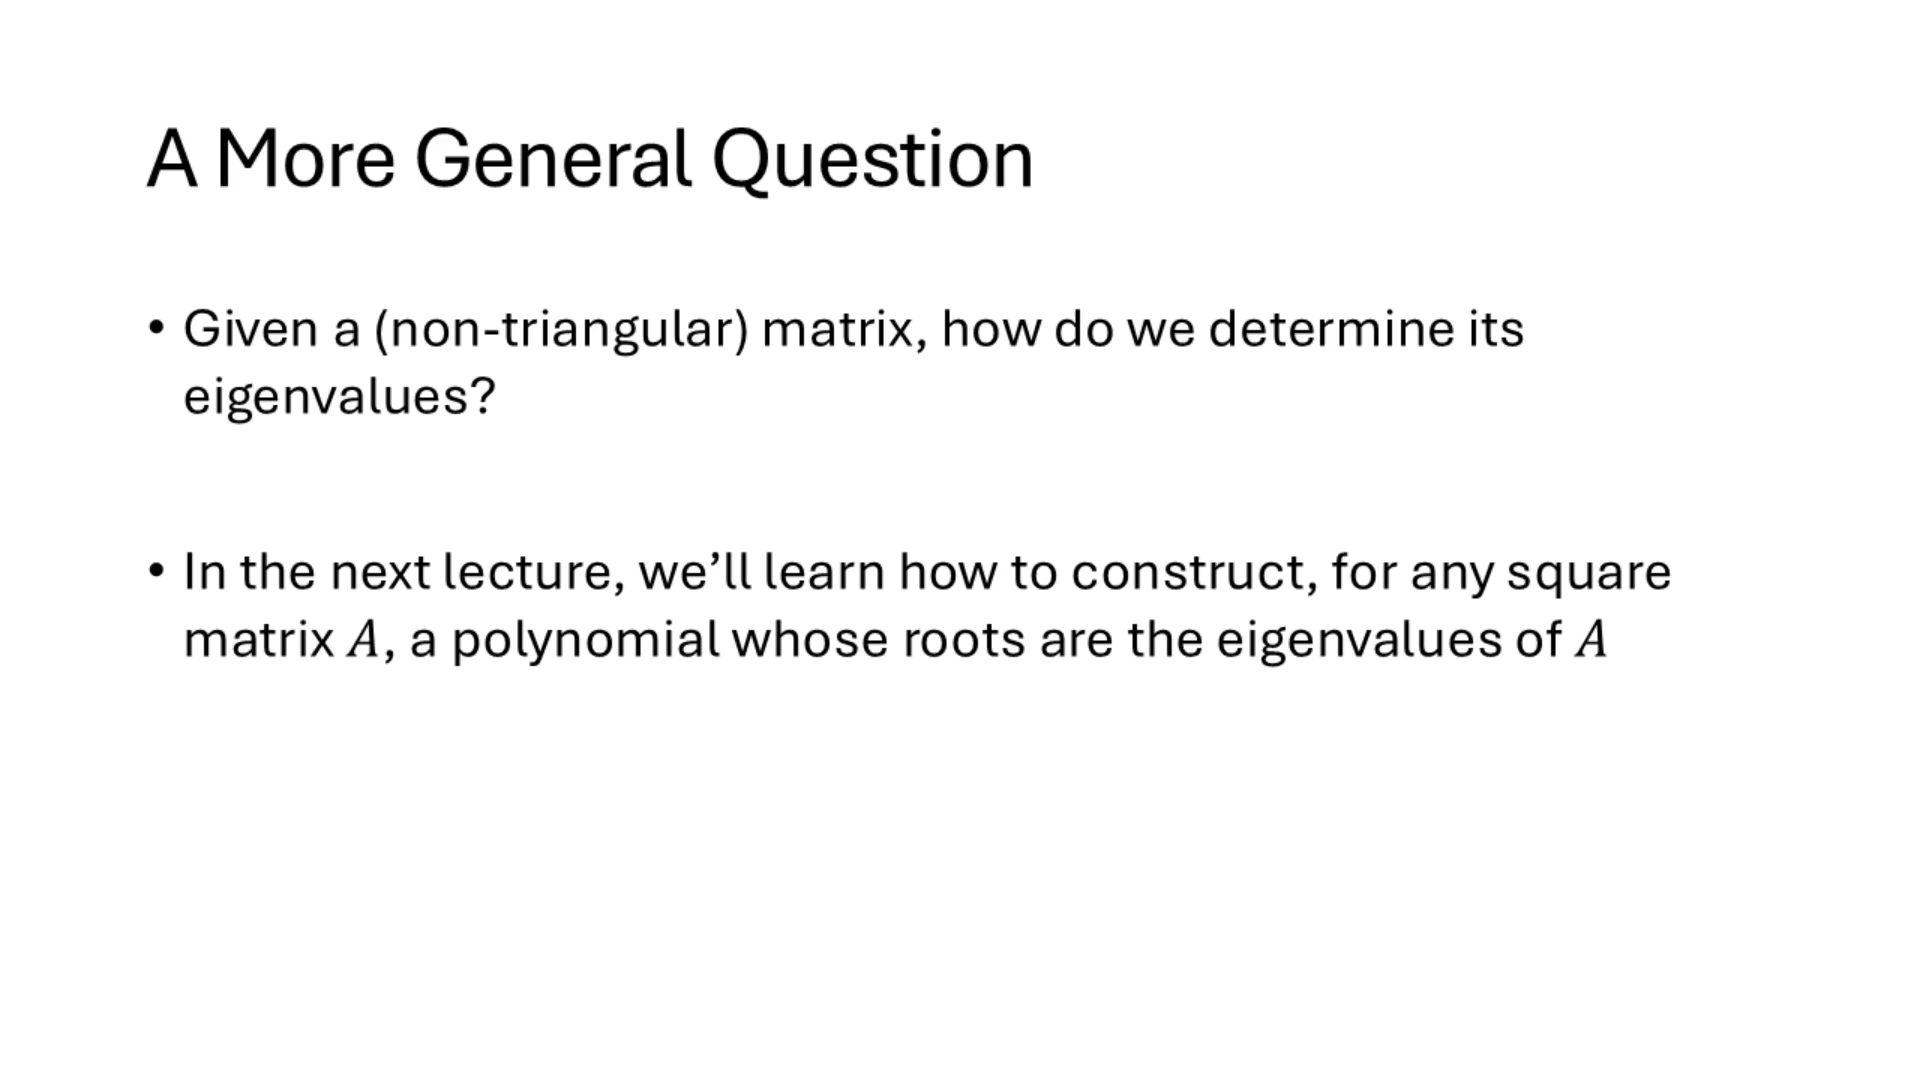 A More General Question
• Given a (non-triangular) matrix, how do we determine its
eigenvalues?
• In the next lecture, we’ll learn how to construct, for any square
matrix A, a polynomial whose roots are the eigenvalues of A